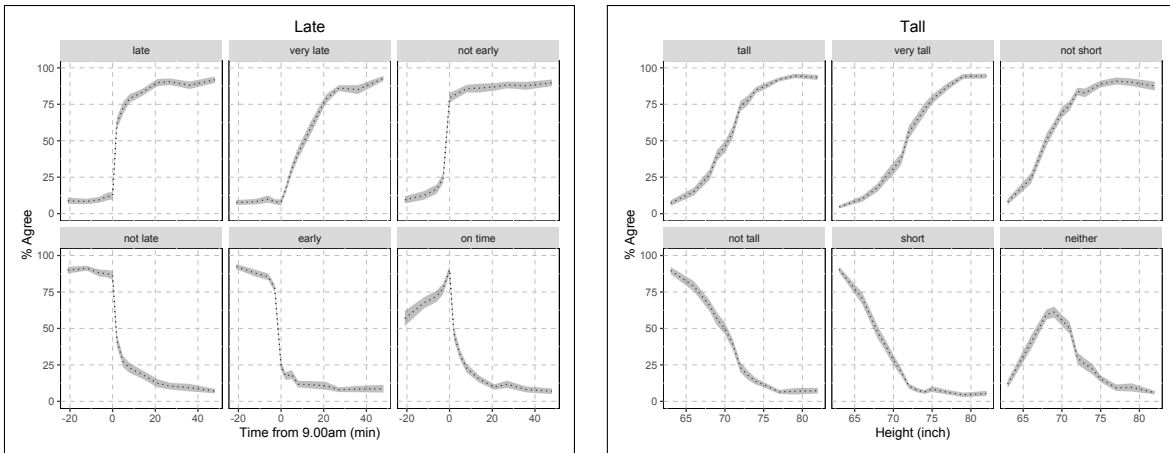 Late
late very late not early
100
75
50
25
0
not late early on time
100
75
50
25
0
-20 0 20 40 -20 0 20 40 -20 0 20 40
Time from 9.00am (min)
% Agree
Tall
tall very tall not short
100
75
50
25
0
not tall short neither
100
75
50
25
0
65 70 75 80 65 70 75 80 65 70 75 80
Height (inch)
% Agree